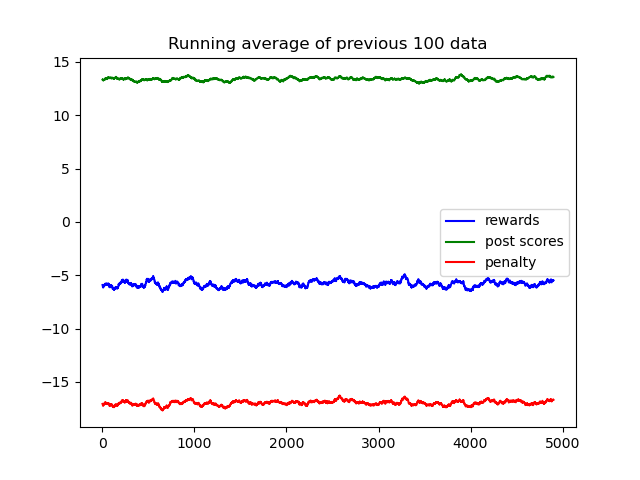 Running average of previous 100 data
15
10
5
0
−5
−10
−15
rewards
post scores
penalty
0 1000 2000 3000 4000 5000